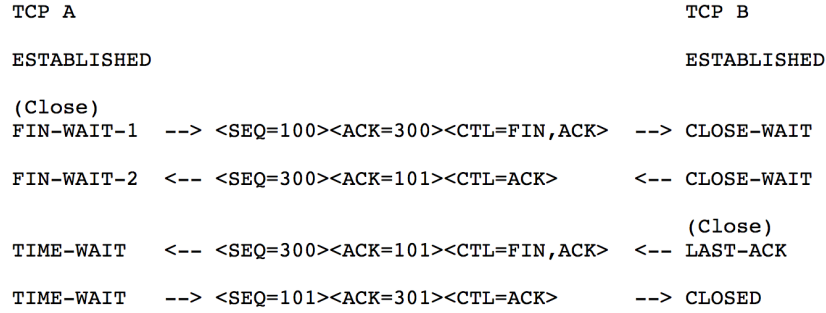 TCP A                                                TCP B
ESTABLISHED                                          ESTABLISHED
(Close)
FIN-WAIT-1  --> <SEQ=100><ACK=300><CTL=FIN,ACK>  --> CLOSE-WAIT
FIN-WAIT-2  <-- <SEQ=300><ACK=101><CTL=ACK>      <-- CLOSE-WAIT
                                                     (Close)
TIME-WAIT   <-- <SEQ=300><ACK=101><CTL=FIN,ACK>  <-- LAST-ACK
TIME-WAIT   --> <SEQ=101><ACK=301><CTL=ACK>      --> CLOSED